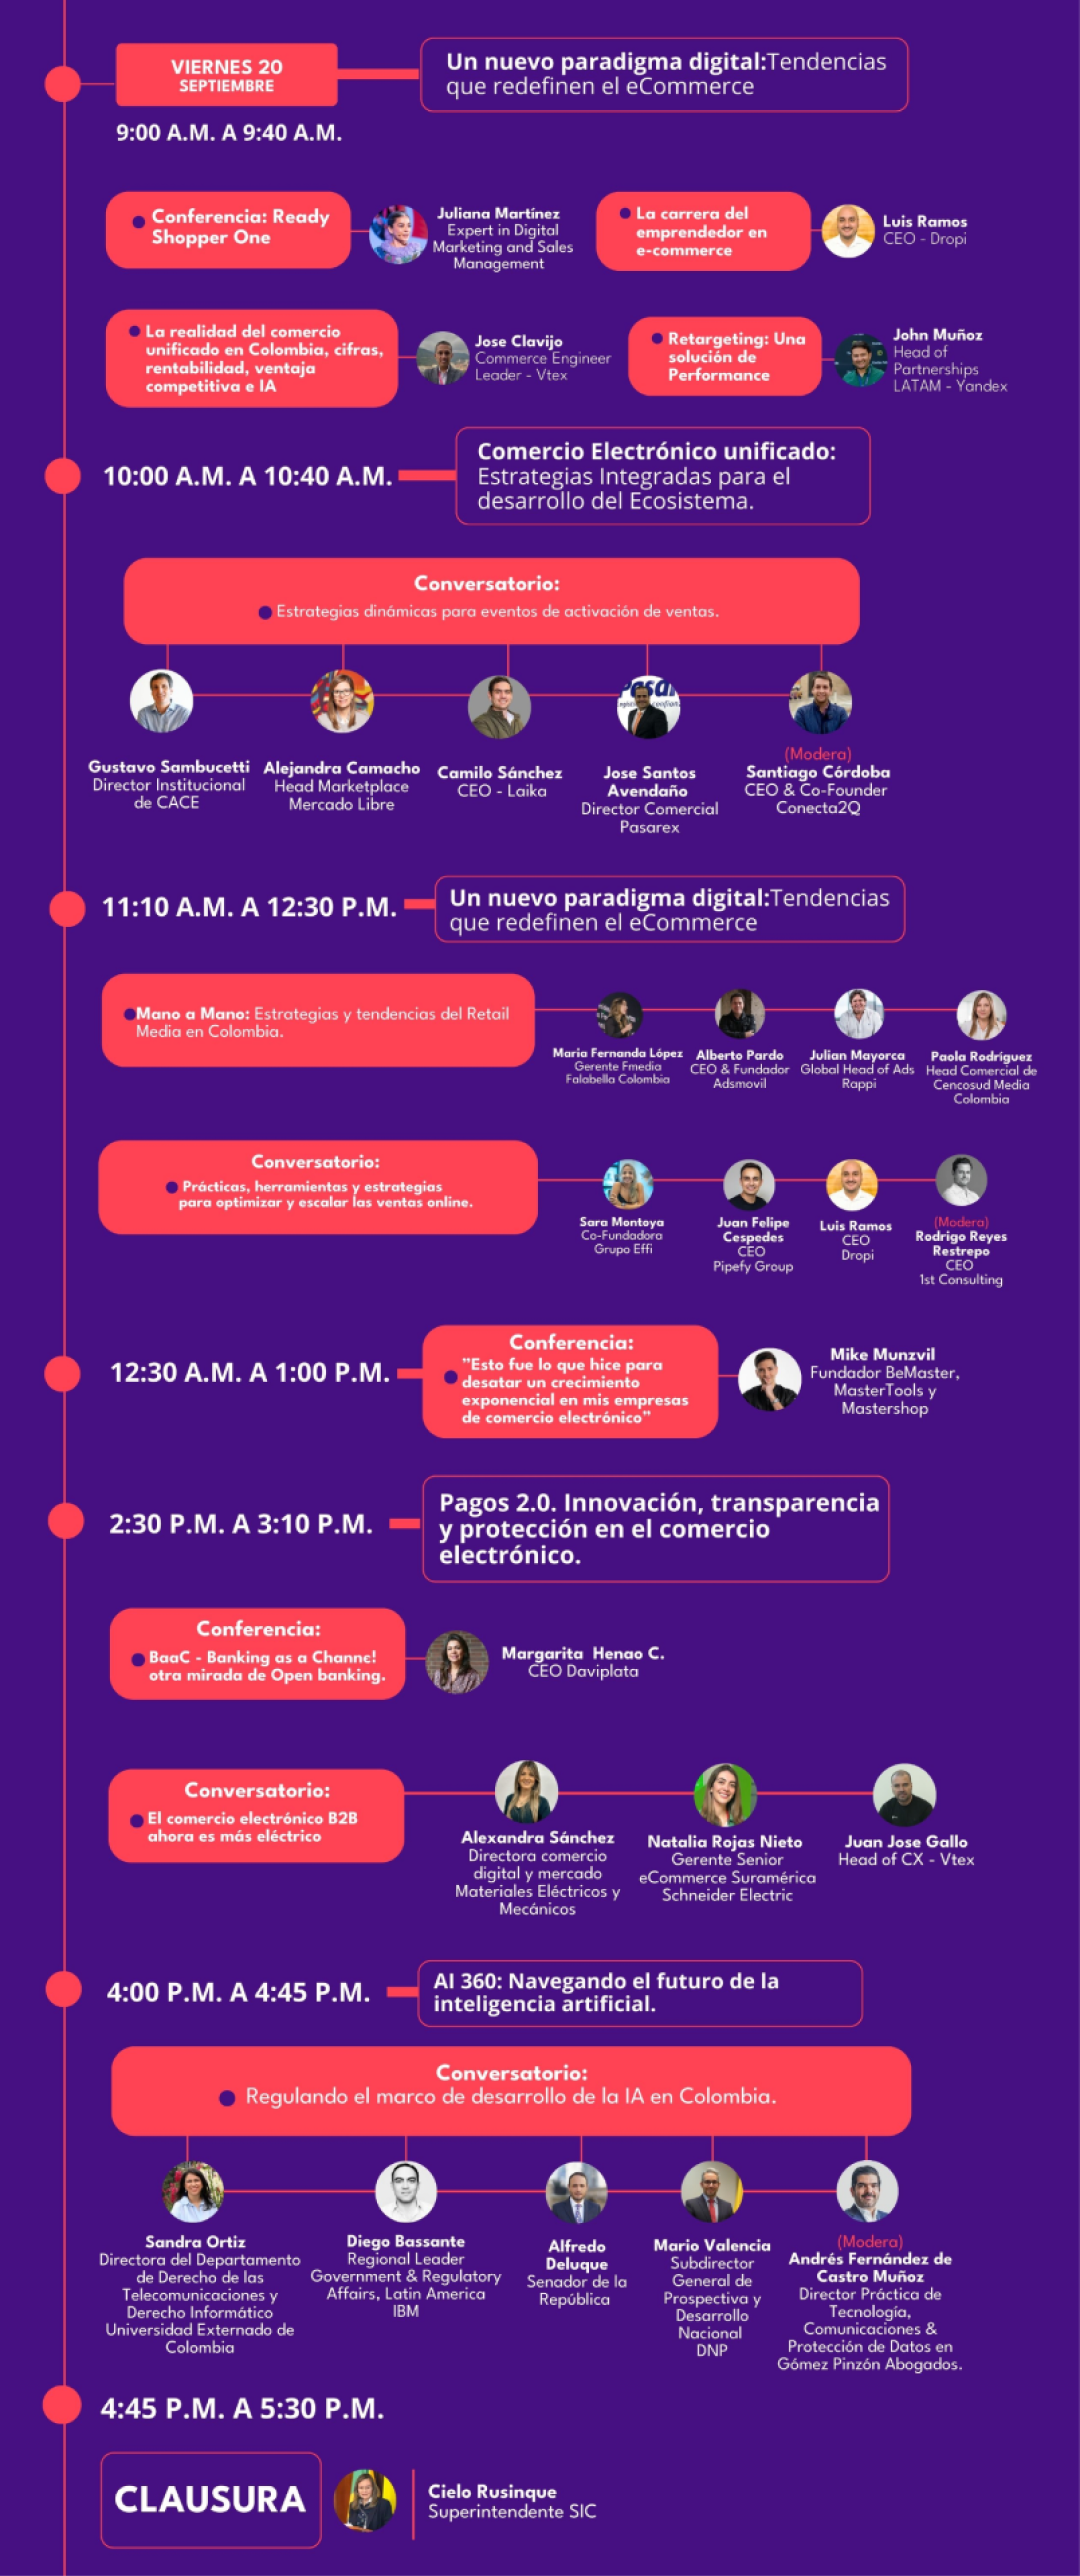 VIERNES 20
SEPTIEMBRE
Un nuevo paradigma digital:Tendencias
que redefinen el eCommerce
9:00 A.M. A 9:40 A.M.
Conferencia: Ready
Shopper One
Juliana Martínez
Expert in Digital
Marketing and Sales
Management
La carrera del
emprendedor en
e-commerce
Luis Ramos
CEO - Dropi
La realidad del comercio
unificado en Colombia, cifras,
rentabilidad, ventaja
competitiva e IA
Jose Clavijo
Commerce Engineer
Leader - Vtex
Retargeting: Una
solución de
Performance
John Muñoz
Head of
Partnerships
LATAM - Yandex
10:00 A.M. A 10:40 A.M.
Comercio Electrónico unificado:
Estrategias Integradas para el
desarrollo del Ecosistema.
Conversatorio:
Estrategias dinámicas para eventos de activación de ventas.
Gustavo Sambucetti
Director Institucional
de CACE
Alejandra Camacho
Head Marketplace
Mercado Libre
Camilo Sánchez
CEO - Laika
Jose Santos
Avendaño
Director Comercial
Pasarex
(Modera)
Santiago Córdoba
CEO & Co-Founder
Conecta2Q
11:10 A.M. A 12:30 P.M.
Un nuevo paradigma digital:Tendencias
que redefinen el eCommerce
Mano a Mano: Estrategias y tendencias del Retail
Media en Colombia.
Maria Fernanda López
Gerente Fmedia
Falabella Colombia
Alberto Pardo
CEO & Fundador
Adsmovil
Julian Mayorca
Global Head of Ads
Rappi
Paola Rodríguez
Head Comercial de
Cencosud Media
Colombia
Conversatorio:
Prácticas, herramientas y estrategias
para optimizar y escalar las ventas online.
Sara Montoya
Co-Fundadora
Grupo Effi
Juan Felipe
Cespedes
CEO
Pipefy Group
Luis Ramos
CEO
Dropi
(Modera)
Rodrigo Reyes
Restrepo
CEO
1st Consulting
12:30 A.M. A 1:00 P.M.
Conferencia:
"Esto fue lo que hice para
desatar un crecimiento
exponencial en mis empresas
de comercio electrónico"
Mike Munzvil
Fundador BeMaster,
MasterTools y
Mastershop
2:30 P.M. A 3:10 P.M.
Pagos 2.0. Innovación, transparencia
y protección en el comercio
electrónico.
Conferencia:
BaaC - Banking as a Channel
otra mirada de Open banking.
Margarita Henao C.
CEO Daviplata
Conversatorio:
El comercio electrónico B2B
ahora es más eléctrico
Alexandra Sánchez
Directora comercio
digital y mercado
Materiales Eléctricos y
Mecánicos
Natalia Rojas Nieto
Gerente Senior
eCommerce Suramérica
Schneider Electric
Juan Jose Gallo
Head of CX - Vtex
4:00 P.M. A 4:45 P.M.
AI 360: Navegando el futuro de la
inteligencia artificial.
Conversatorio:
Regulando el marco de desarrollo de la IA en Colombia.
Sandra Ortiz
Directora del Departamento
de Derecho de las
Telecomunicaciones y
Derecho Informático
Universidad Externado de
Colombia
Diego Bassante
Regional Leader
Government & Regulatory
Affairs, Latin America
IBM
Alfredo
Deluque
Senador de la
República
Mario Valencia
Subdirector
General de
Prospectiva y
Desarrollo
Nacional
DNP
(Modera)
Andrés Fernández de
Castro Muñoz
Director Práctica de
Tecnología,
Comunicaciones &
Protección de Datos en
Gómez Pinzón Abogados.
4:45 P.M. A 5:30 P.M.
CLAUSURA
Cielo Rusinque
Superintendente SIC